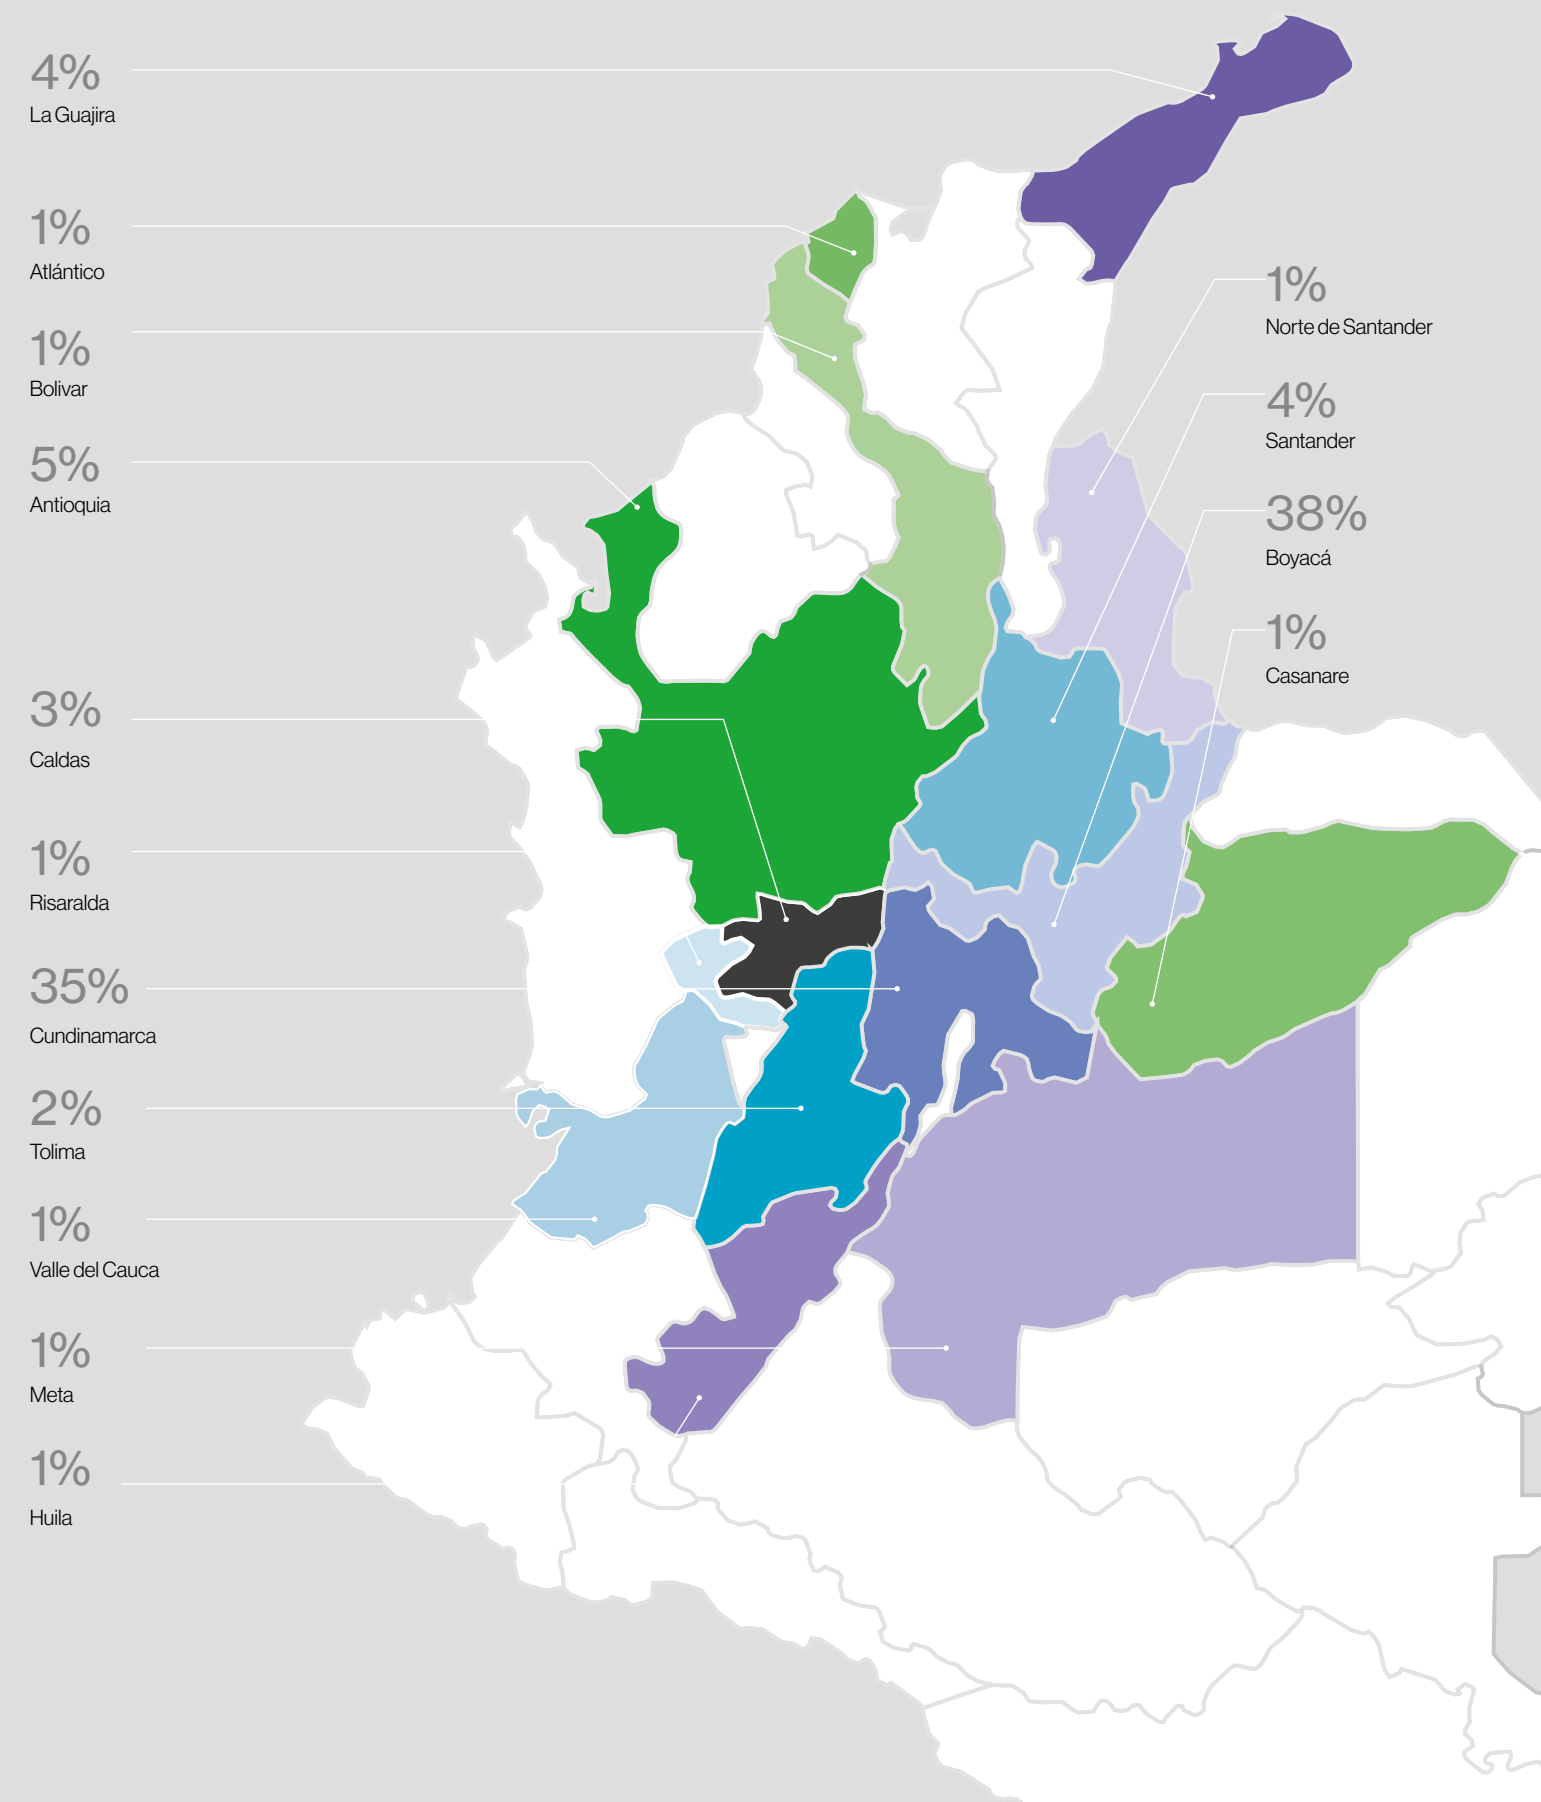 4%
La Guajira
1%
Atlántico
1%
Bolivar
5%
Antioquia
3%
Caldas
1%
Risaralda
35%
Cundinamarca
2%
Tolima
1%
Valle del Cauca
1%
Meta
1%
Huila
1%
Norte de Santander
4%
Santander
38%
Boyacá
1%
Casanare